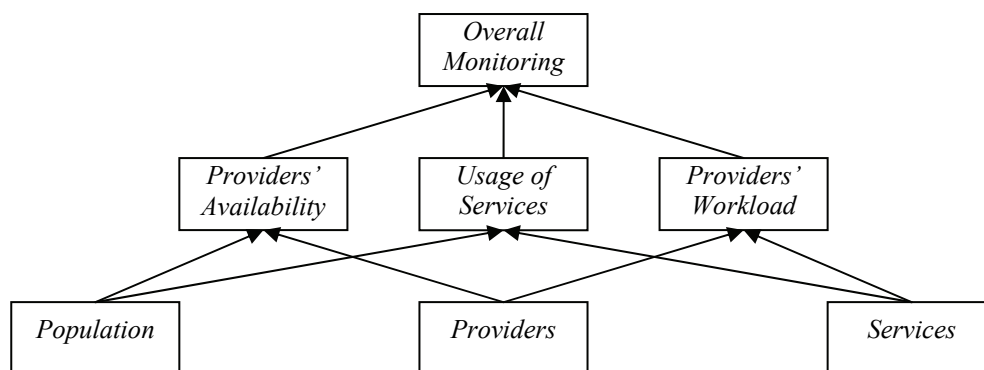 Overall
Monitoring
Providers’
Availability
Usage of
Services
Providers’
Workload
Population
Providers
Services